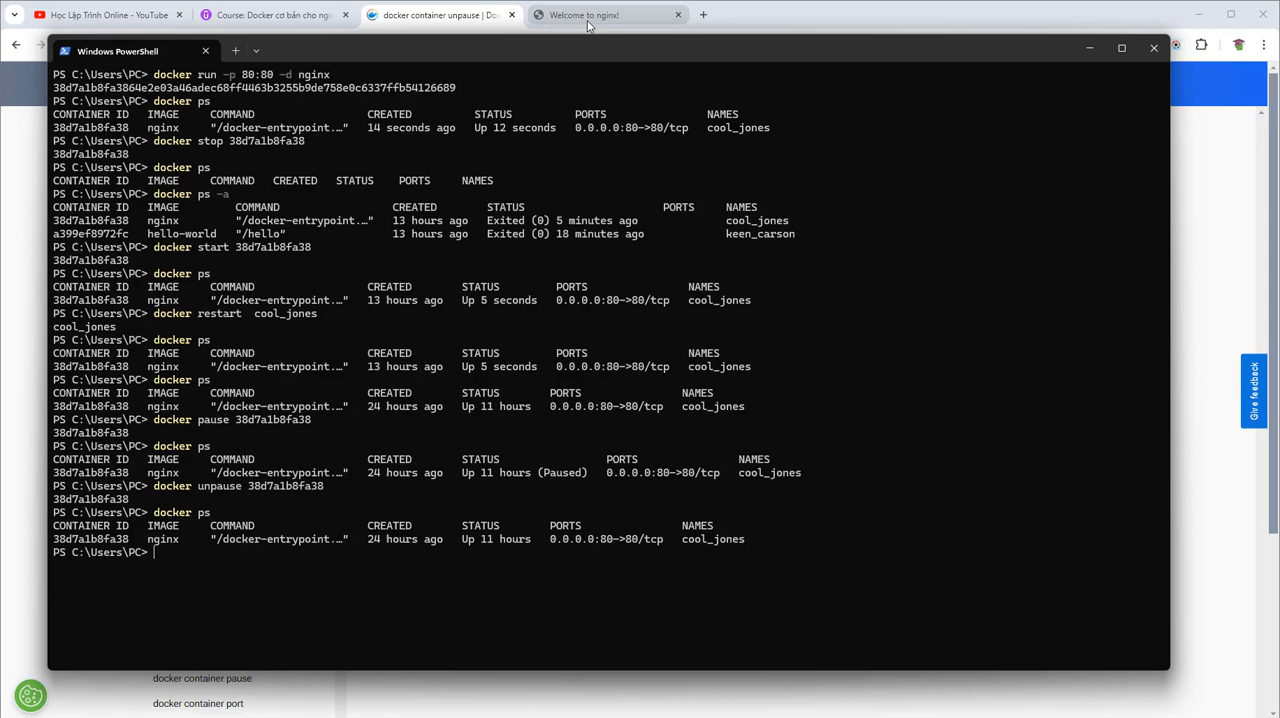 Học Lập Trình Online - YouTube
Course: Docker cơ bản cho ngu
docker container unpause | Doc
Welcome to nginx!
Windows PowerShell
PS C:\Users\PC> docker run -p 80:80 -d nginx
38d7a1b8fa3864e2e03a46adec68ff4463b3255b9de758e0c6337ffb54126689
PS C:\Users\PC> docker ps
CONTAINER ID   IMAGE     COMMAND                  CREATED          STATUS          PORTS                NAMES
38d7a1b8fa38   nginx     "/docker-entrypoint.…"   14 seconds ago   Up 12 seconds   0.0.0.0:80->80/tcp   cool_jones
PS C:\Users\PC> docker stop 38d7a1b8fa38
38d7a1b8fa38
PS C:\Users\PC> docker ps
CONTAINER ID   IMAGE     COMMAND   CREATED   STATUS    PORTS     NAMES
PS C:\Users\PC> docker ps -a
CONTAINER ID   IMAGE         COMMAND                  CREATED        STATUS                      PORTS     NAMES
38d7a1b8fa38   nginx         "/docker-entrypoint.…"   13 hours ago   Exited (0) 5 minutes ago              cool_jones
a399ef8972fc   hello-world   "/hello"                 13 hours ago   Exited (0) 18 minutes ago             keen_carson
PS C:\Users\PC> docker start 38d7a1b8fa38
38d7a1b8fa38
PS C:\Users\PC> docker ps
CONTAINER ID   IMAGE     COMMAND                  CREATED        STATUS         PORTS                NAMES
38d7a1b8fa38   nginx     "/docker-entrypoint.…"   13 hours ago   Up 5 seconds   0.0.0.0:80->80/tcp   cool_jones
PS C:\Users\PC> docker restart  cool_jones
cool_jones
PS C:\Users\PC> docker ps
CONTAINER ID   IMAGE     COMMAND                  CREATED        STATUS         PORTS                NAMES
38d7a1b8fa38   nginx     "/docker-entrypoint.…"   13 hours ago   Up 5 seconds   0.0.0.0:80->80/tcp   cool_jones
PS C:\Users\PC> docker ps
CONTAINER ID   IMAGE     COMMAND                  CREATED        STATUS        PORTS                NAMES
38d7a1b8fa38   nginx     "/docker-entrypoint.…"   24 hours ago   Up 11 hours   0.0.0.0:80->80/tcp   cool_jones
PS C:\Users\PC> docker pause 38d7a1b8fa38
38d7a1b8fa38
PS C:\Users\PC> docker ps
CONTAINER ID   IMAGE     COMMAND                  CREATED        STATUS                 PORTS                NAMES
38d7a1b8fa38   nginx     "/docker-entrypoint.…"   24 hours ago   Up 11 hours (Paused)   0.0.0.0:80->80/tcp   cool_jones
PS C:\Users\PC> docker unpause 38d7a1b8fa38
38d7a1b8fa38
PS C:\Users\PC> docker ps
CONTAINER ID   IMAGE     COMMAND                  CREATED        STATUS        PORTS                NAMES
38d7a1b8fa38   nginx     "/docker-entrypoint.…"   24 hours ago   Up 11 hours   0.0.0.0:80->80/tcp   cool_jones
PS C:\Users\PC>
Give feedback
docker container pause
docker container port